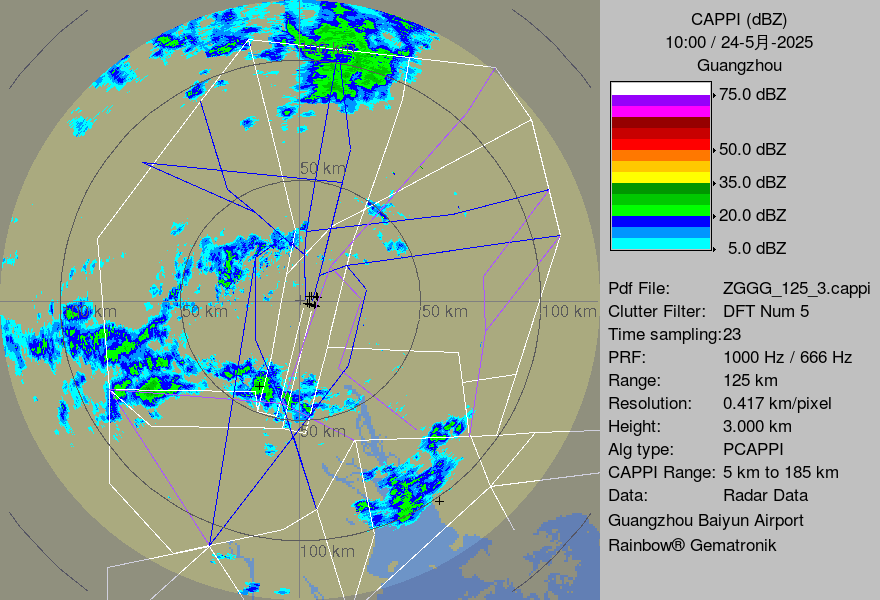 CAPPI (dBZ)
10:00 / 24-5月-2025
Guangzhou
75.0 dBZ
50.0 dBZ
35.0 dBZ
20.0 dBZ
5.0 dBZ
Pdf File: ZGGG_125_3.cappi
Clutter Filter: DFT Num 5
Time sampling:23
PRF: 1000 Hz / 666 Hz
Range: 125 km
Resolution: 0.417 km/pixel
Height: 3.000 km
Alg type: PCAPPI
CAPPI Range: 5 km to 185 km
Data: Radar Data
Guangzhou Baiyun Airport
Rainbow® Gematronik
50 km
km
50 km
50 km
100 km
50 km
100 km